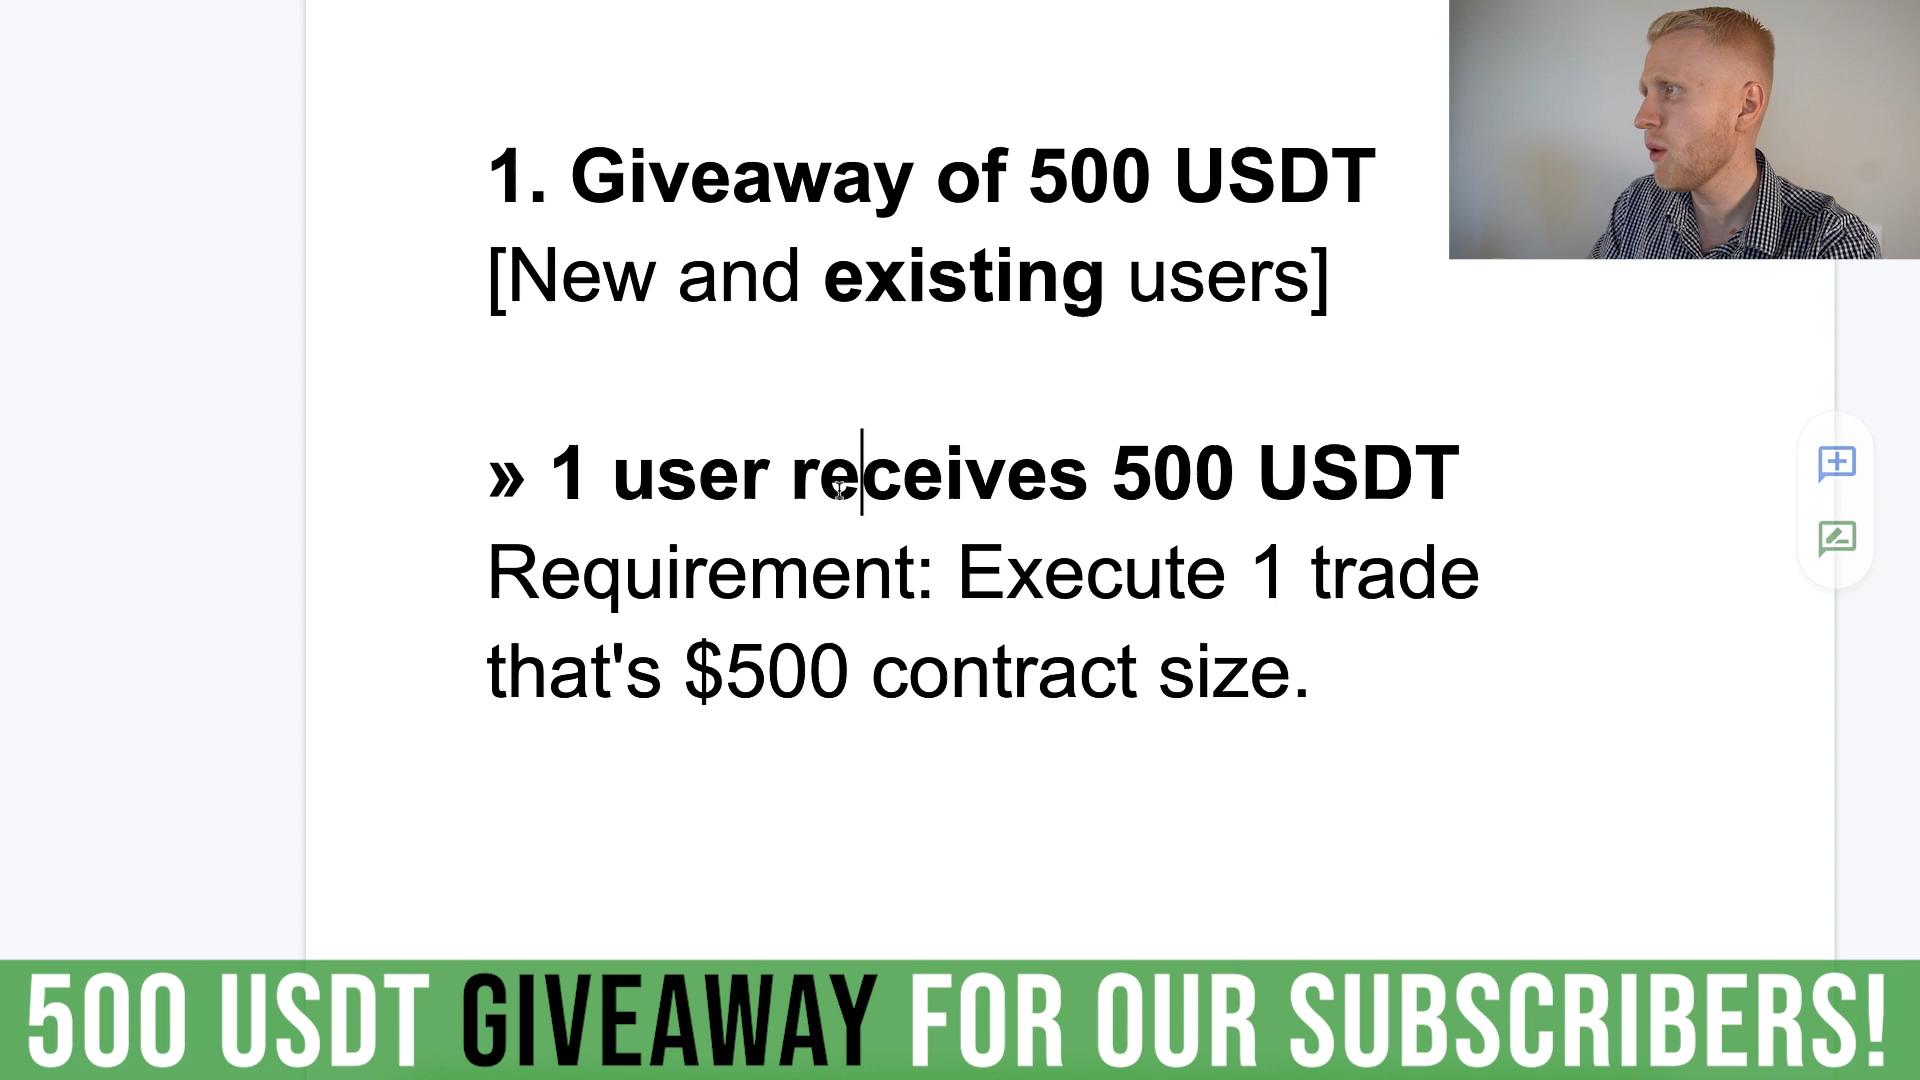 1. Giveaway of 500 USDT
[New and existing users]
» 1 user receives 500 USDT
Requirement: Execute 1 trade
that's $500 contract size.
500 USDT GIVEAWAY FOR OUR SUBSCRIBERS!